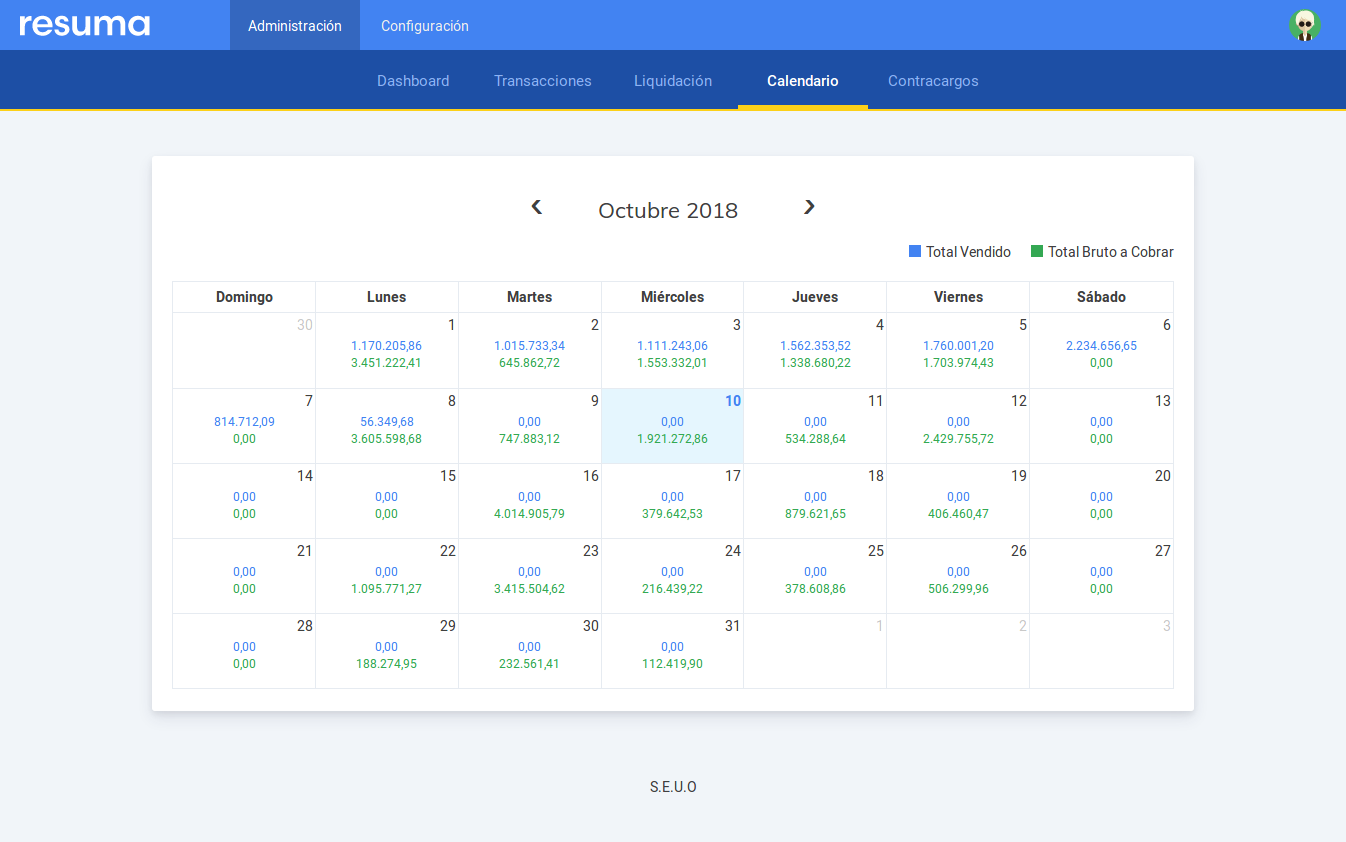 resuma Administración Configuración
Dashboard Transacciones Liquidación Calendario Contracargos
‹ Octubre 2018 ›
Total Vendido Total Bruto a Cobrar
Domingo Lunes Martes Miércoles Jueves Viernes Sábado
30 1 2 3 4 5 6
1.170.205,86 1.015.733,34 1.111.243,06 1.562.353,52 1.760.001,20 2.234.656,65
3.451.222,41 645.862,72 1.553.332,01 1.338.680,22 1.703.974,43 0,00
7 8 9 10 11 12 13
814.712,09 56.349,68 0,00 0,00 0,00 0,00 0,00
0,00 3.605.598,68 747.883,12 1.921.272,86 534.288,64 2.429.755,72 0,00
14 15 16 17 18 19 20
0,00 0,00 0,00 0,00 0,00 0,00 0,00
0,00 0,00 4.014.905,79 379.642,53 879.621,65 406.460,47 0,00
21 22 23 24 25 26 27
0,00 0,00 0,00 0,00 0,00 0,00 0,00
0,00 1.095.771,27 3.415.504,62 216.439,22 378.608,86 506.299,96 0,00
28 29 30 31 1 2 3
0,00 0,00 0,00 0,00
0,00 188.274,95 232.561,41 112.419,90
S.E.U.O